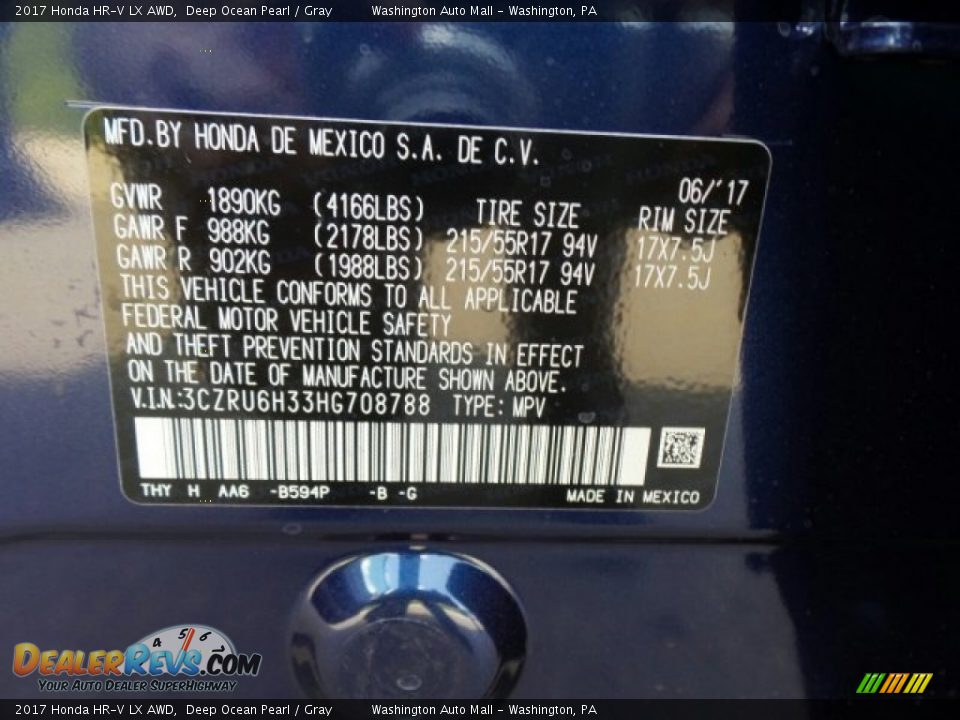 2017 Honda HR-V LX AWD, Deep Ocean Pearl / Gray Washington Auto Mall - Washington, PA
MFD.BY HONDA DE MEXICO S.A. DE C.V.
06/'17
GVWR 1890KG (4166LBS) TIRE SIZE RIM SIZE
GAWR F 988KG (2178LBS) 215/55R17 94V 17X7.5J
GAWR R 902KG (1988LBS) 215/55R17 94V 17X7.5J
THIS VEHICLE CONFORMS TO ALL APPLICABLE
FEDERAL MOTOR VEHICLE SAFETY
AND THEFT PREVENTION STANDARDS IN EFFECT
ON THE DATE OF MANUFACTURE SHOWN ABOVE.
V.I.N.:3CZRU6H33HG708788 TYPE: MPV
THY H AA6 -B594P -B -G MADE IN MEXICO
4 5 6
DEALERREVS.COM
YOUR AUTO DEALER SUPERHIGHWAY
2017 Honda HR-V LX AWD, Deep Ocean Pearl / Gray Washington Auto Mall - Washington, PA